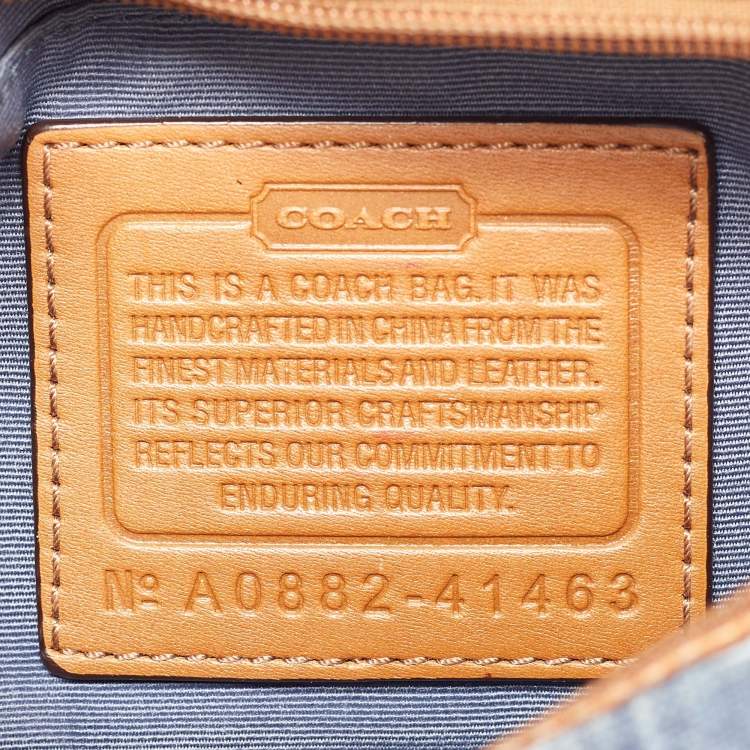 COACH
THIS IS A COACH BAG. IT WAS
HANDCRAFTED IN CHINA FROM THE
FINEST MATERIALS AND LEATHER.
ITS SUPERIOR CRAFTSMANSHIP
REFLECTS OUR COMMITMENT TO
ENDURING QUALITY.
Nº A0882-41463